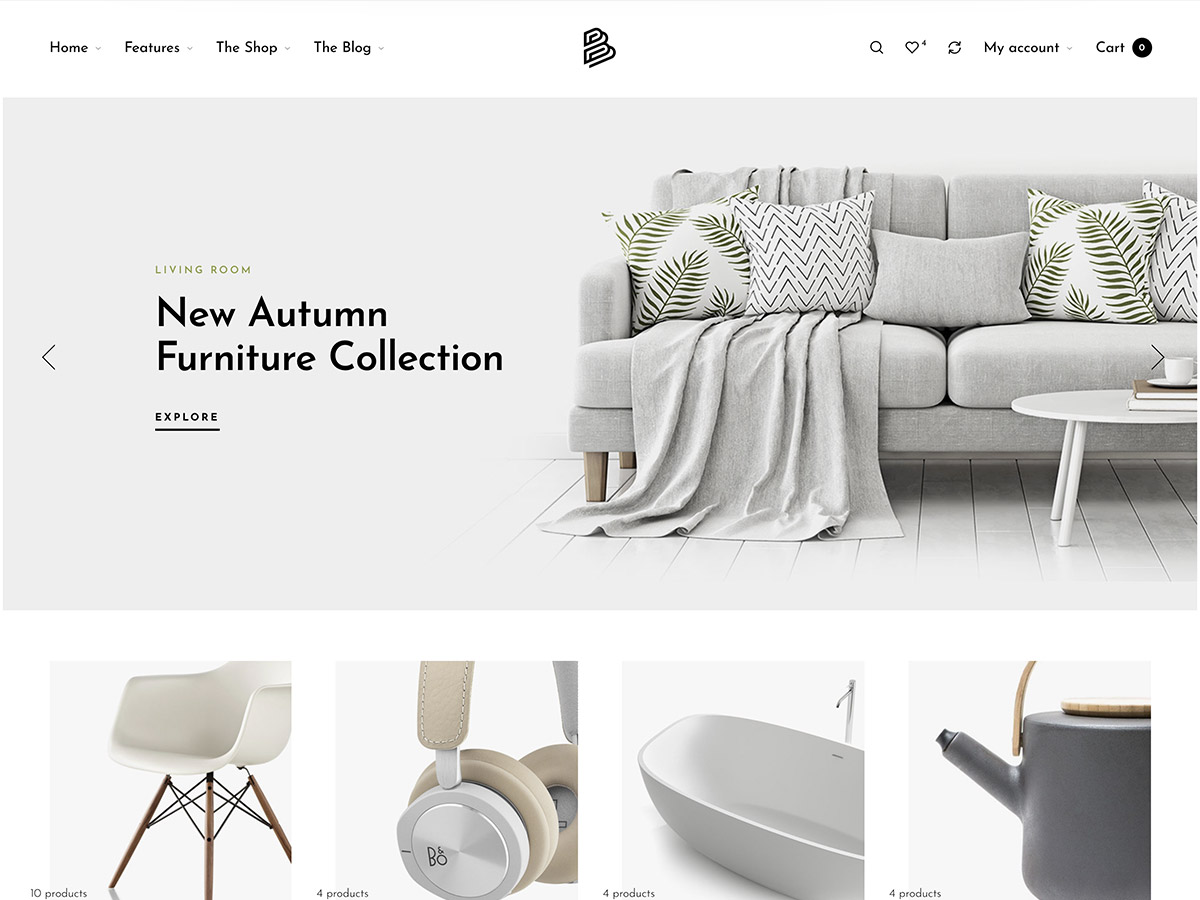 Home
Features
The Shop
The Blog
4
My account
Cart
0
LIVING ROOM
New Autumn
Furniture Collection
EXPLORE
B&O
10 products
4 products
4 products
4 products